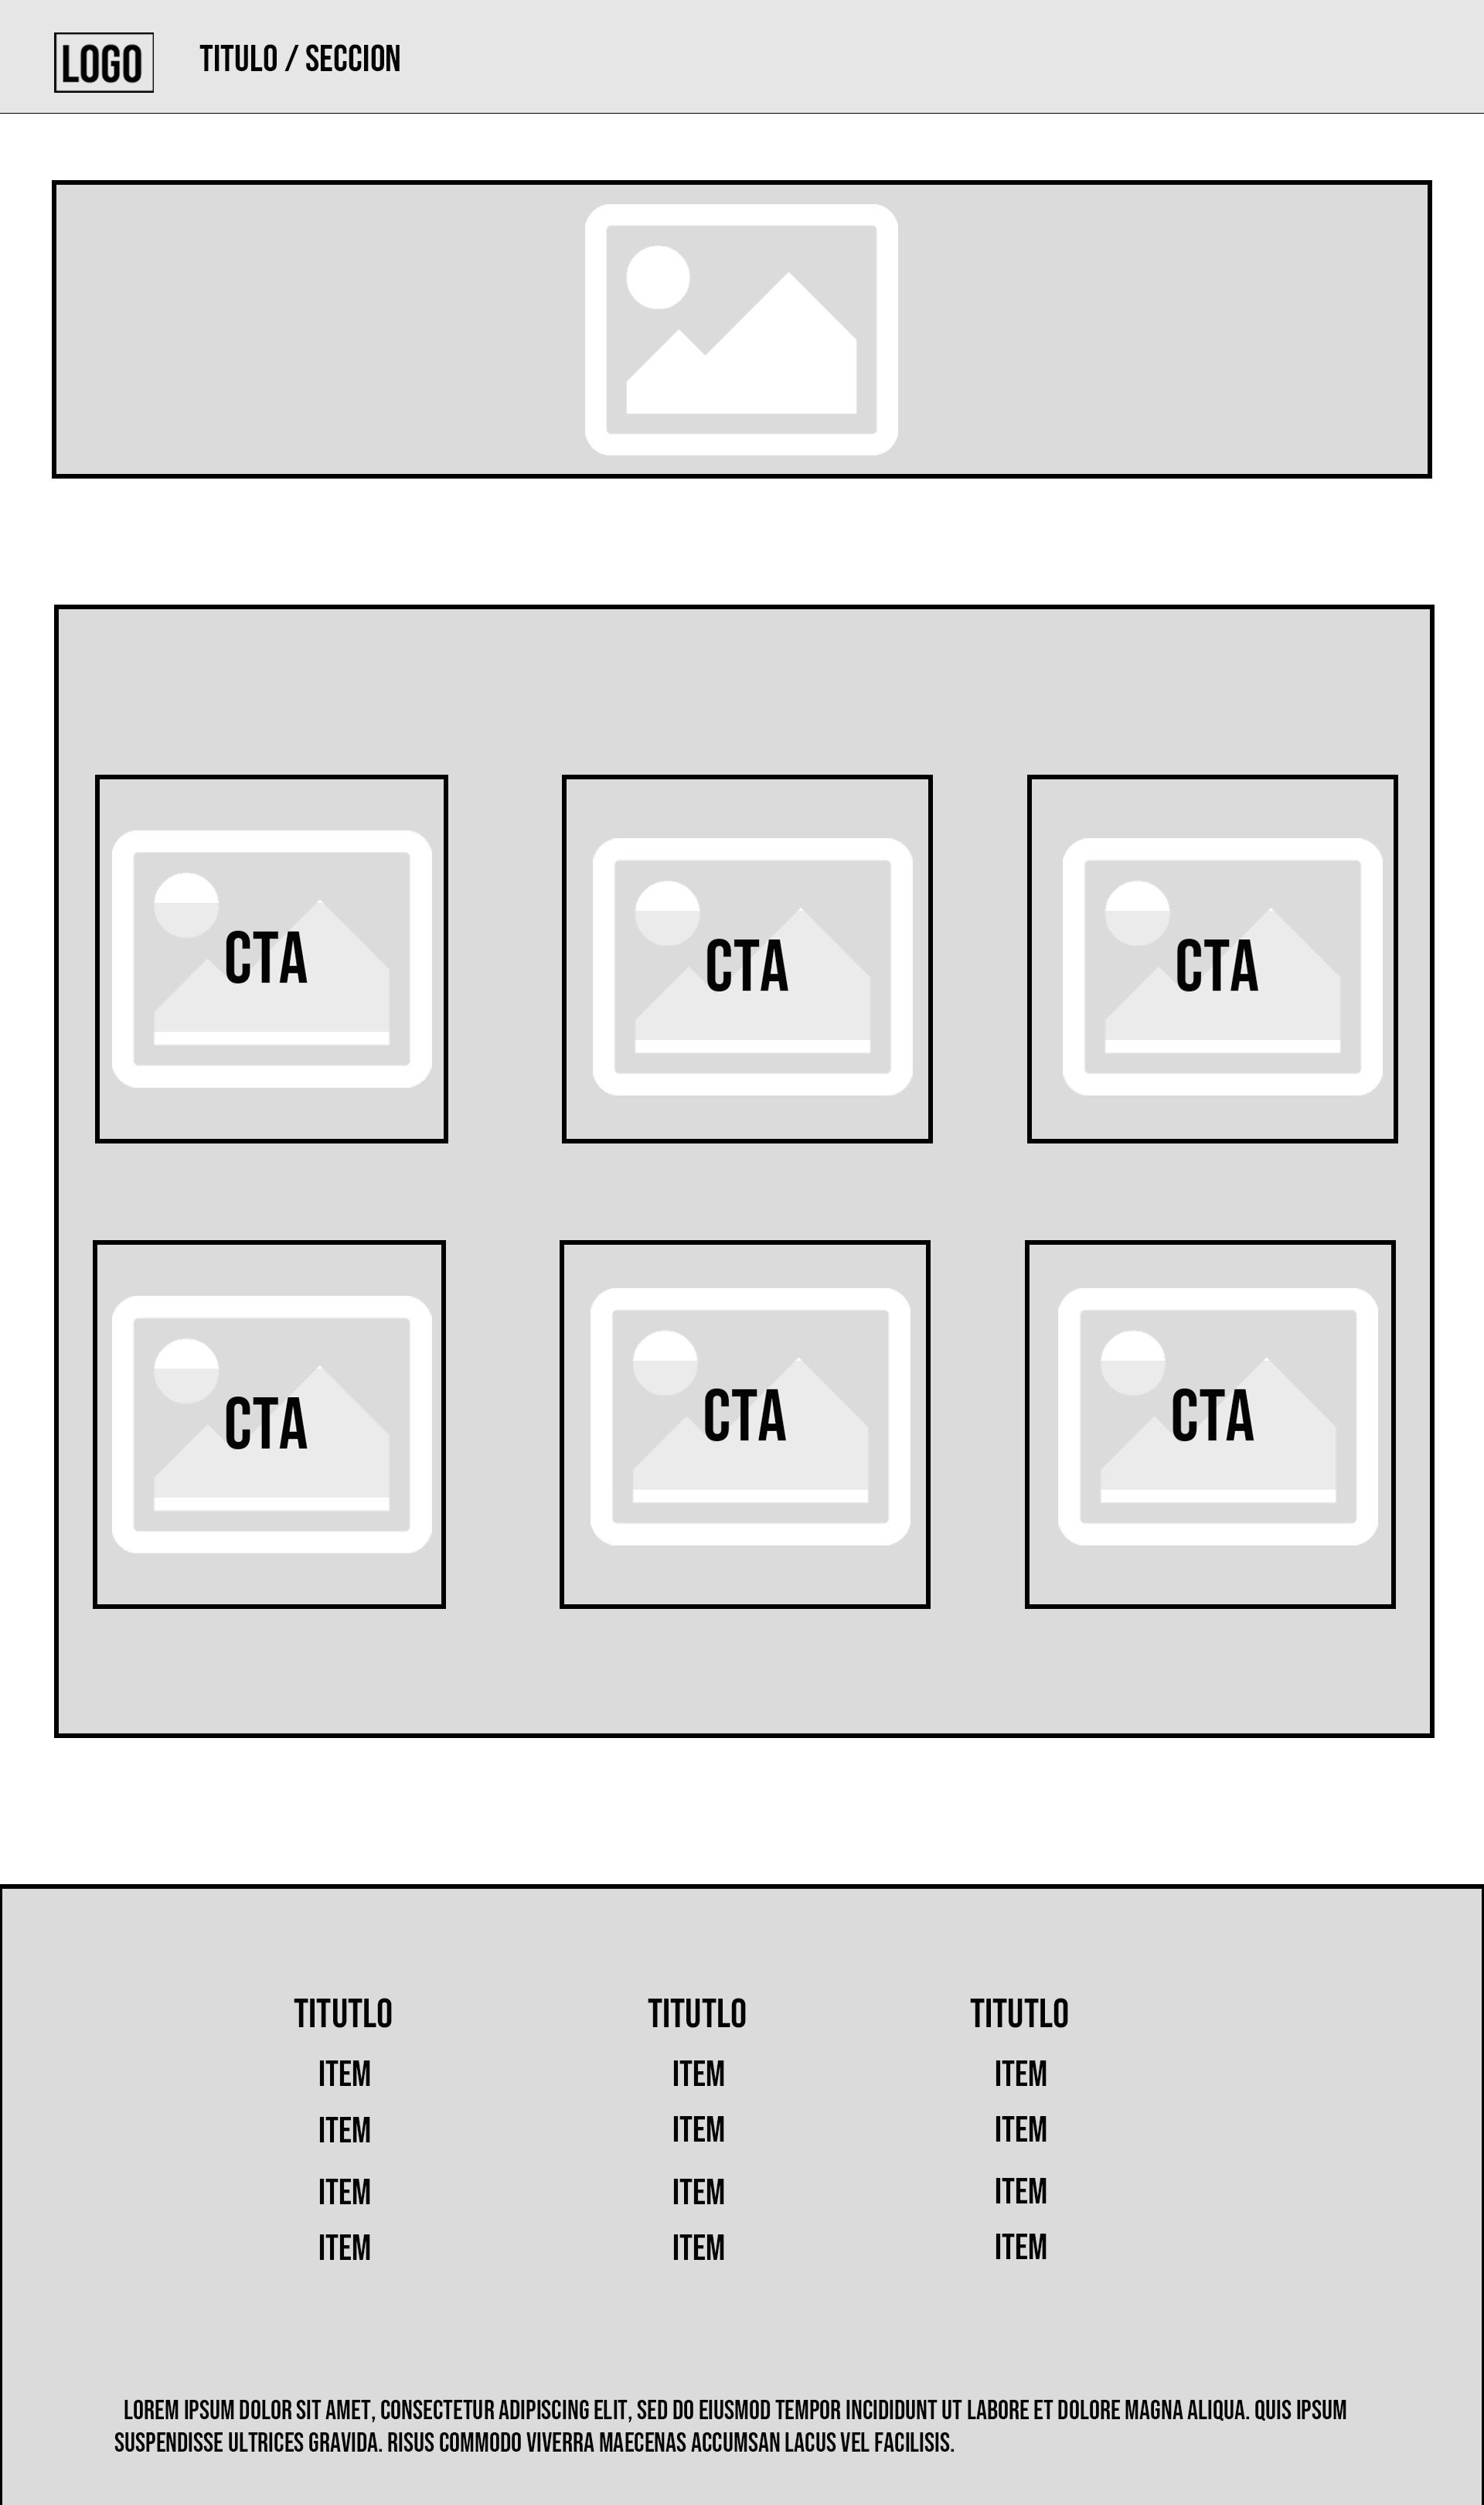 LOGO
TITULO / SECCION
CTA
CTA
CTA
CTA
CTA
CTA
TITUTLO
ITEM
ITEM
ITEM
ITEM
TITUTLO
ITEM
ITEM
ITEM
ITEM
TITUTLO
ITEM
ITEM
ITEM
ITEM
LOREM IPSUM DOLOR SIT AMET, CONSECTETUR ADIPISCING ELIT, SED DO EIUSMOD TEMPOR INCIDIDUNT UT LABORE ET DOLORE MAGNA ALIQUA. QUIS IPSUM
SUSPENDISSE ULTRICES GRAVIDA. RISUS COMMODO VIVERRA MAECENAS ACCUMSAN LACUS VEL FACILISIS.